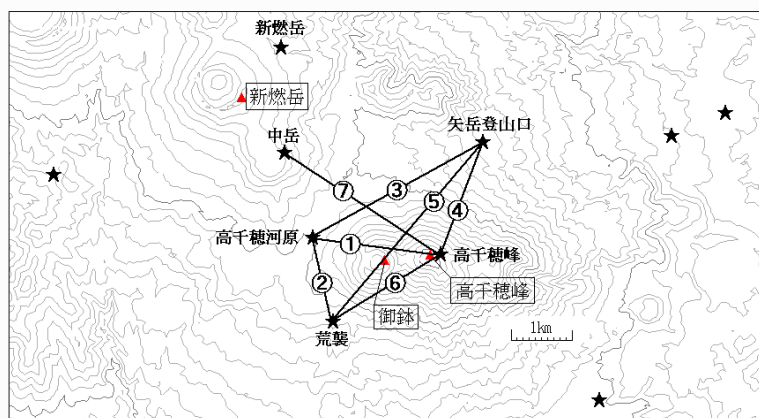 新燃岳
新燃岳
矢岳登山口
中岳
⑦
③
⑤
④
高千穂河原
①
高千穂峰
②
⑥
高千穂峰
御鉢
荒襲
1km